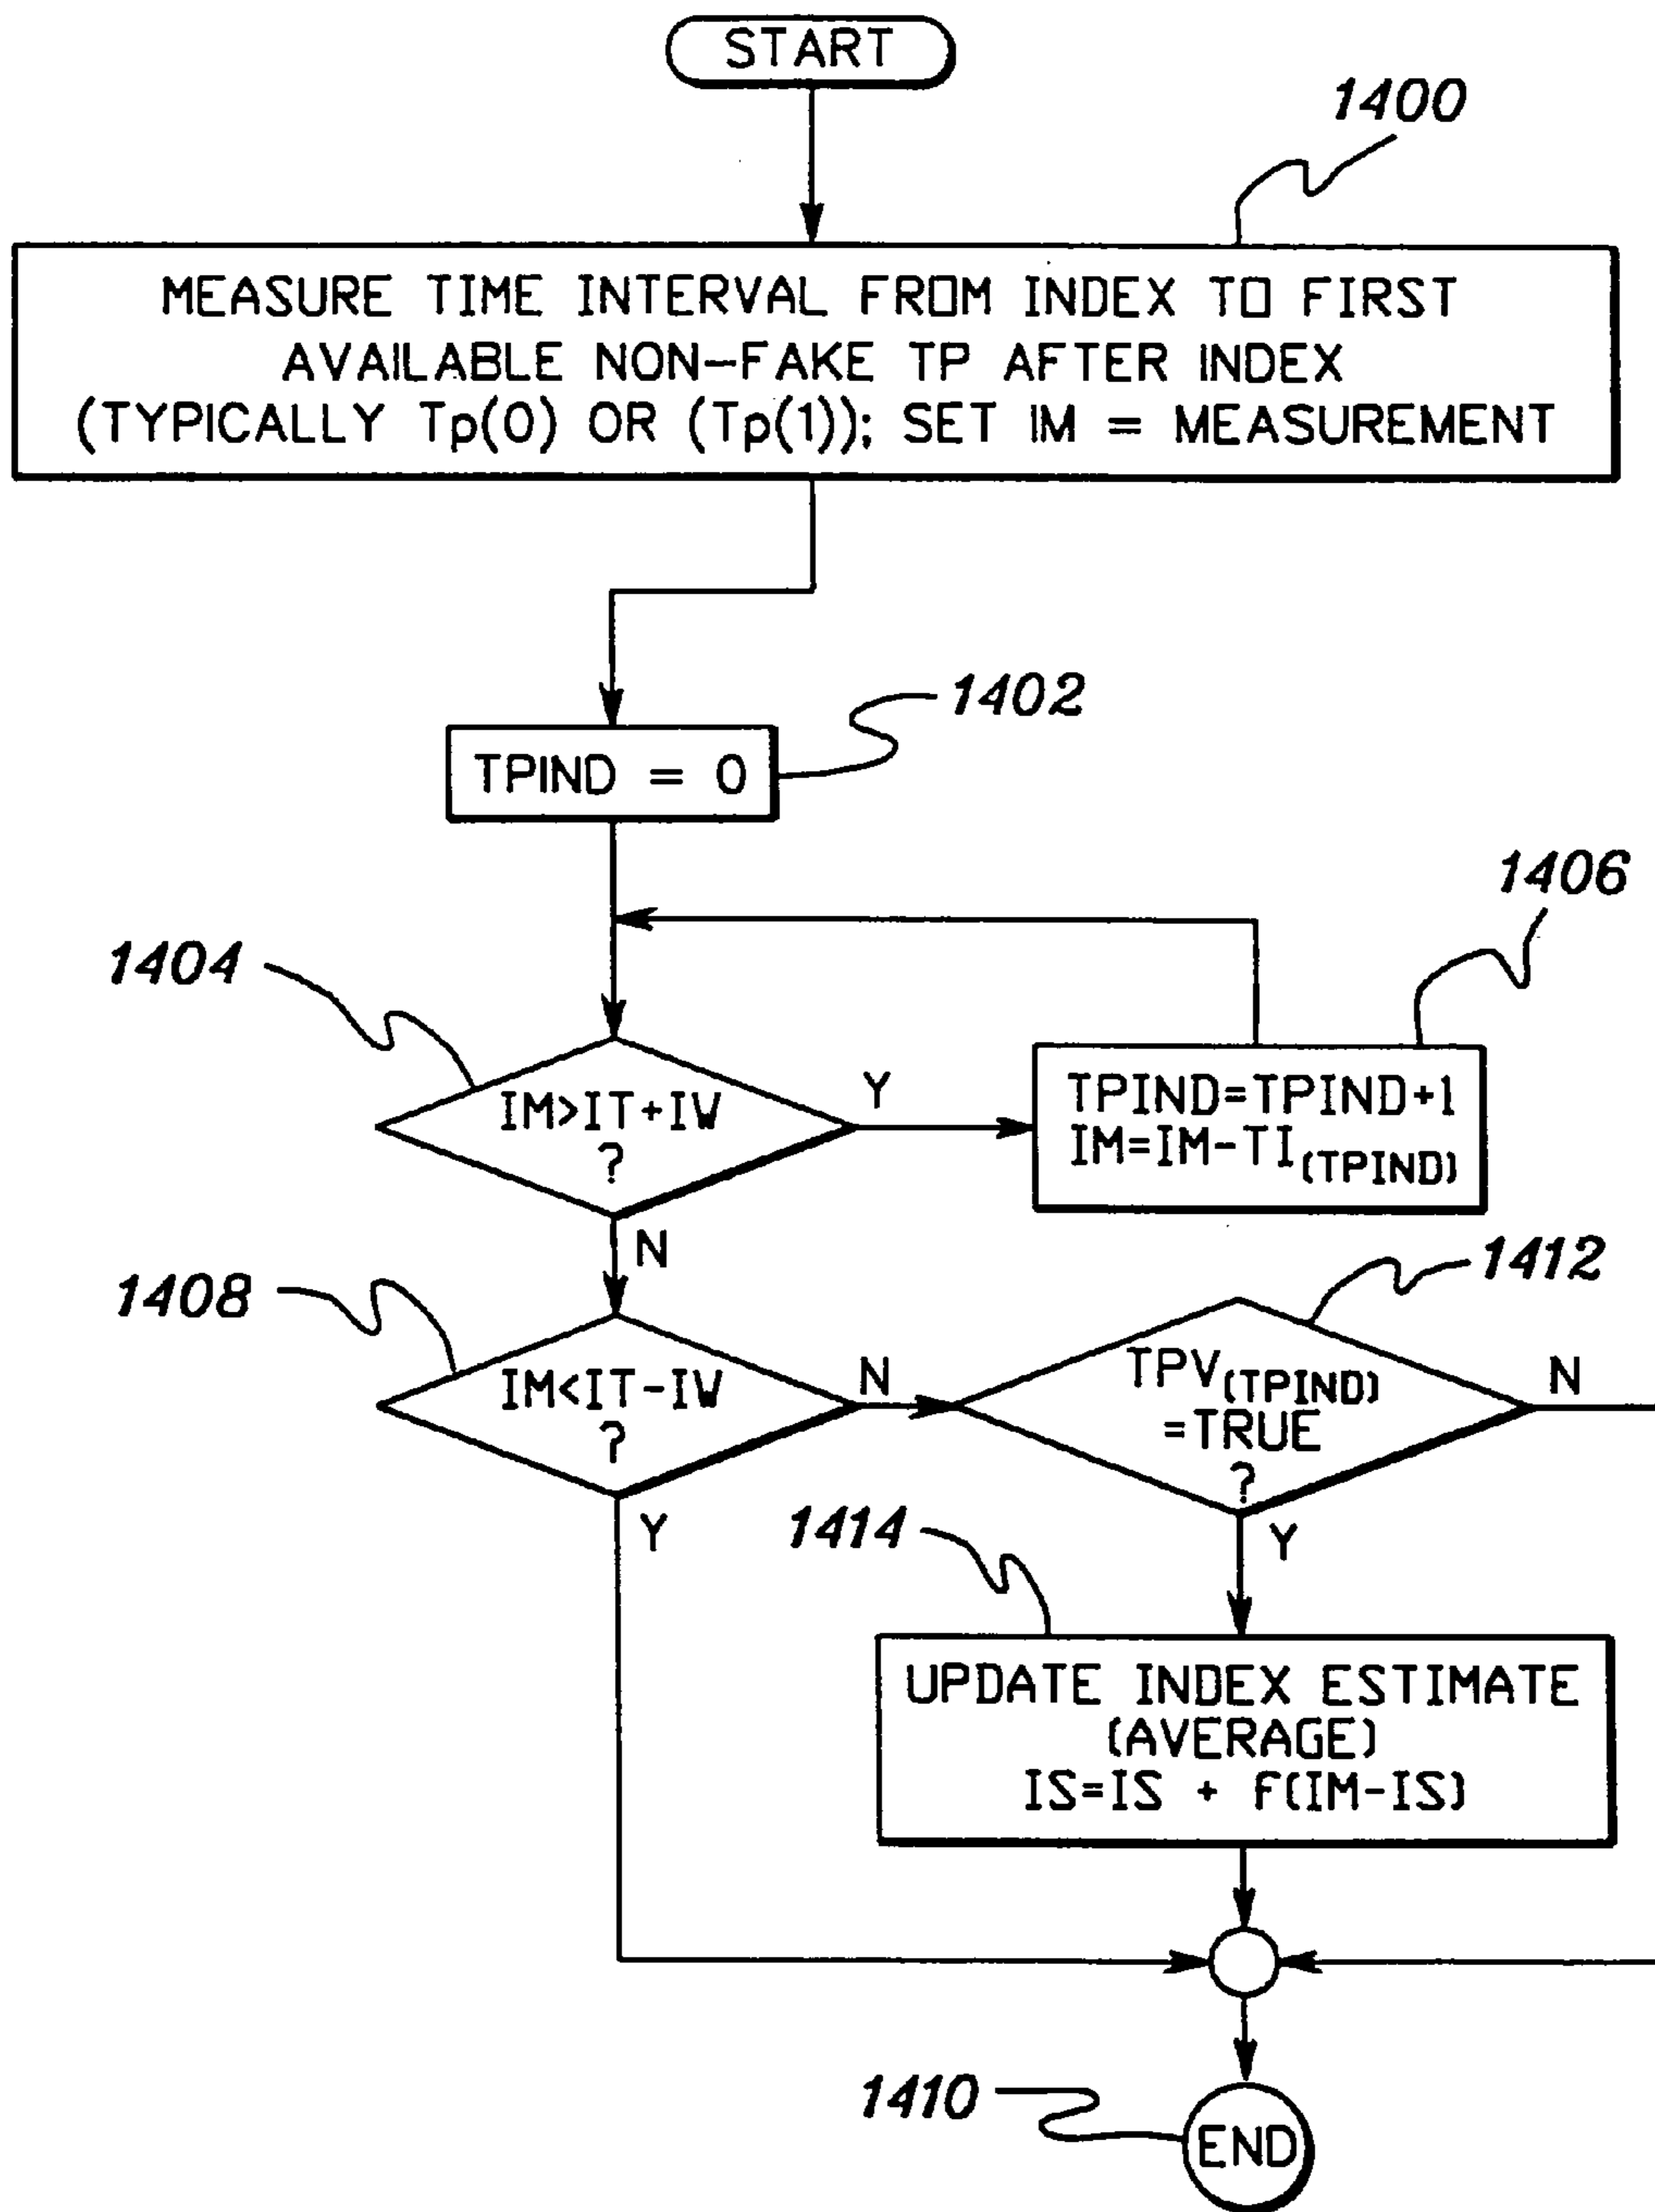 START
1400
MEASURE TIME INTERVAL FROM INDEX TO FIRST
AVAILABLE NON-FAKE TP AFTER INDEX
(TYPICALLY Tp(0) OR (Tp(1)); SET IM = MEASUREMENT
1402
TPIND = 0
1406
1404
IM>IT+IW
?
Y
TPIND=TPIND+1
IM=IM-TI(TPIND)
N
1408
1412
IM<IT-IW
?
N
TPV(TPIND)
=TRUE
?
N
Y
1414
Y
UPDATE INDEX ESTIMATE
(AVERAGE)
IS=IS + F(IM-IS)
1410
END